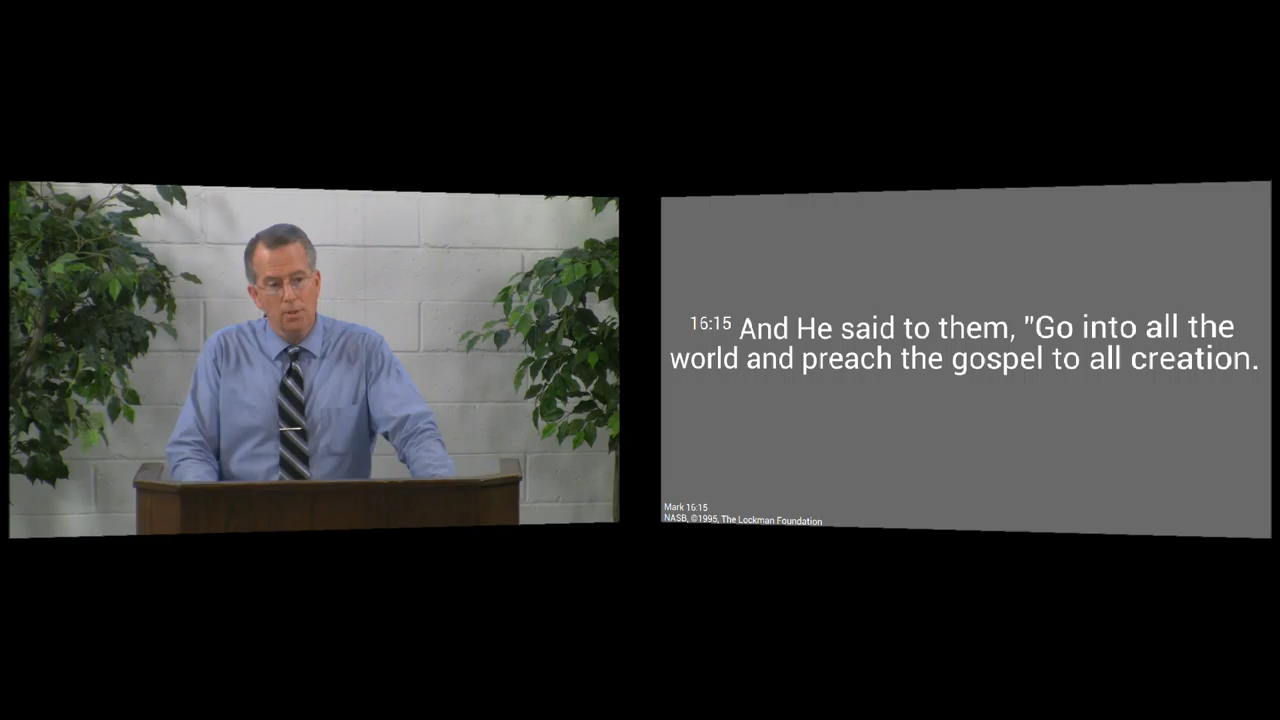 16:15 And He said to them, "Go into all the
world and preach the gospel to all creation.
Mark 16:15
NASB, ©1995, The Lockman Foundation